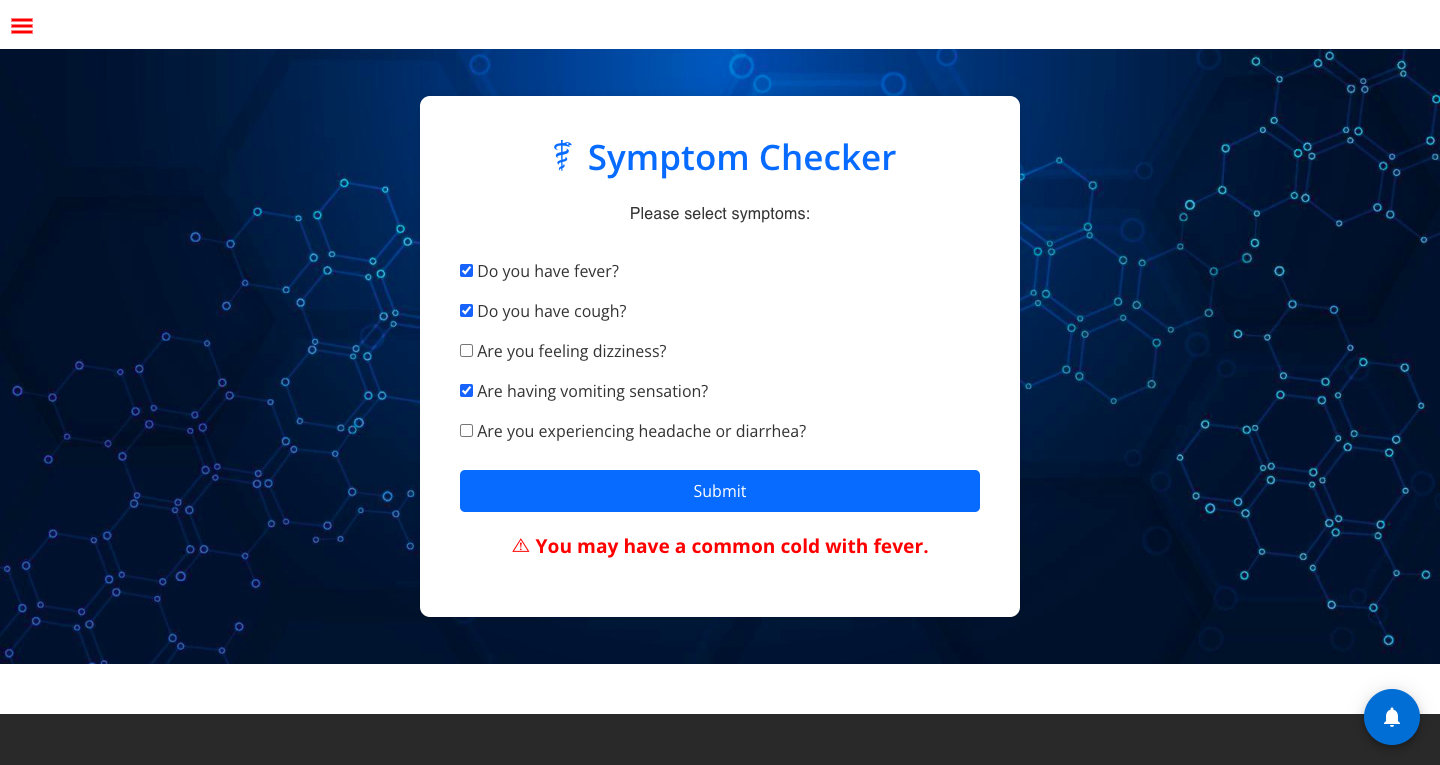 ⚕ Symptom Checker
Please select symptoms:
Do you have fever?
Do you have cough?
Are you feeling dizziness?
Are having vomiting sensation?
Are you experiencing headache or diarrhea?
Submit
⚠ You may have a common cold with fever.